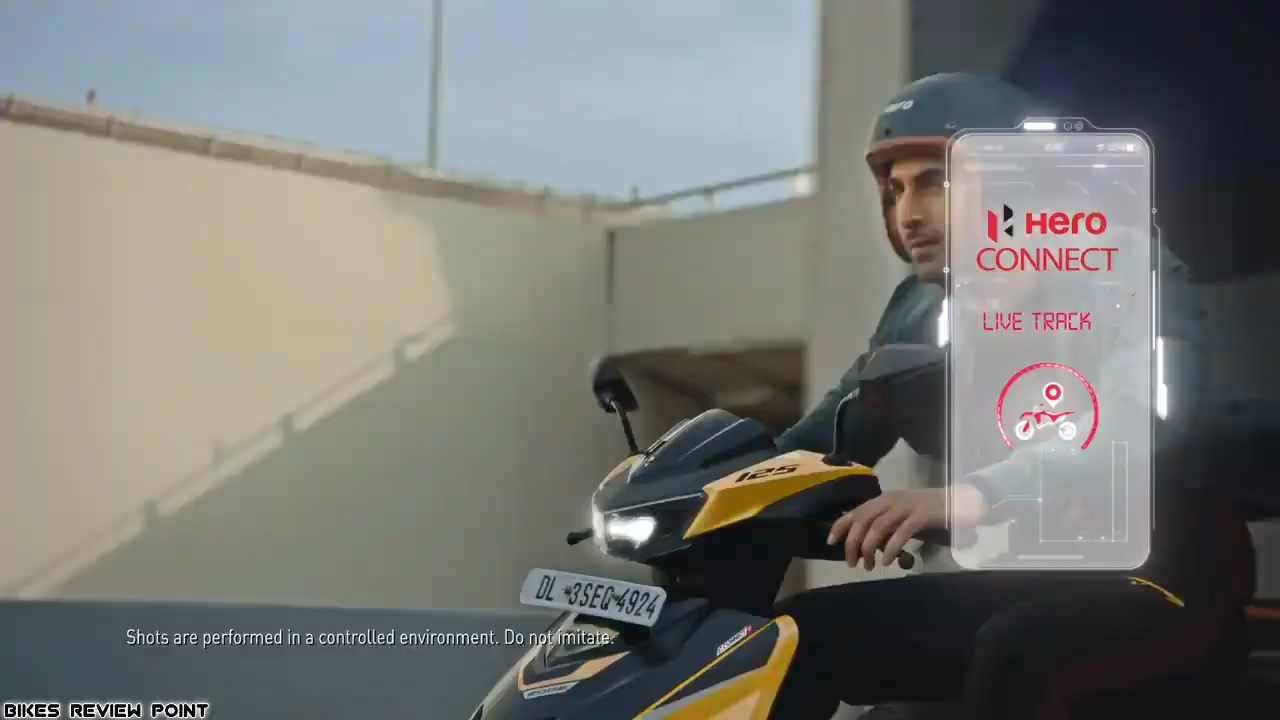 Hero
Hero
CONNECT
LIVE TRACK
125
DL 3SEQ 4924
Shots are performed in a controlled environment. Do not imitate.
BIKES REVIEW POINT